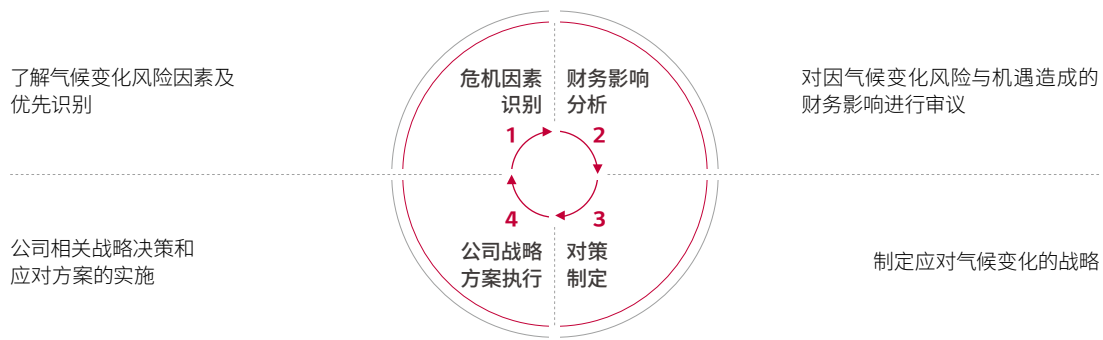 了解气候变化风险因素及
优先识别
危机因素
识别
1
财务影响
分析
2
对因气候变化风险与机遇造成的
财务影响进行审议
公司相关战略决策和
应对方案的实施
4
公司战略
方案执行
3
对策
制定
制定应对气候变化的战略